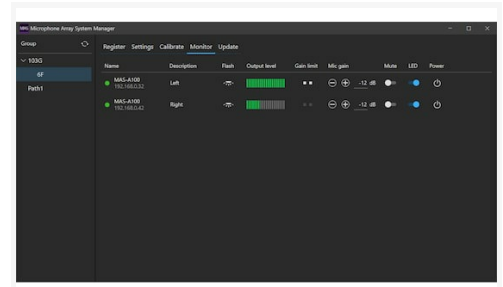 MAS Microphone Array System Manager
Group
Register Settings Calibrate Monitor Update
103G
6F
Path1
Name Description Flash Output level Gain limit Mic gain Mute LED Power
MAS-A100 Left -12 dB
192.168.0.32
MAS-A100 Right -12 dB
192.168.0.42